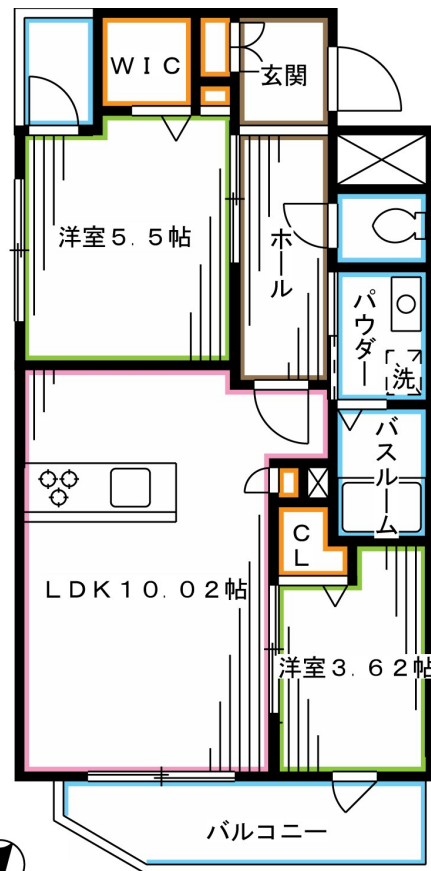 WIC
玄関
洋室5.5帖
ホール
パウダー
洗
バスルーム
CL
LDK10.02帖
洋室3.62帖
バルコニー